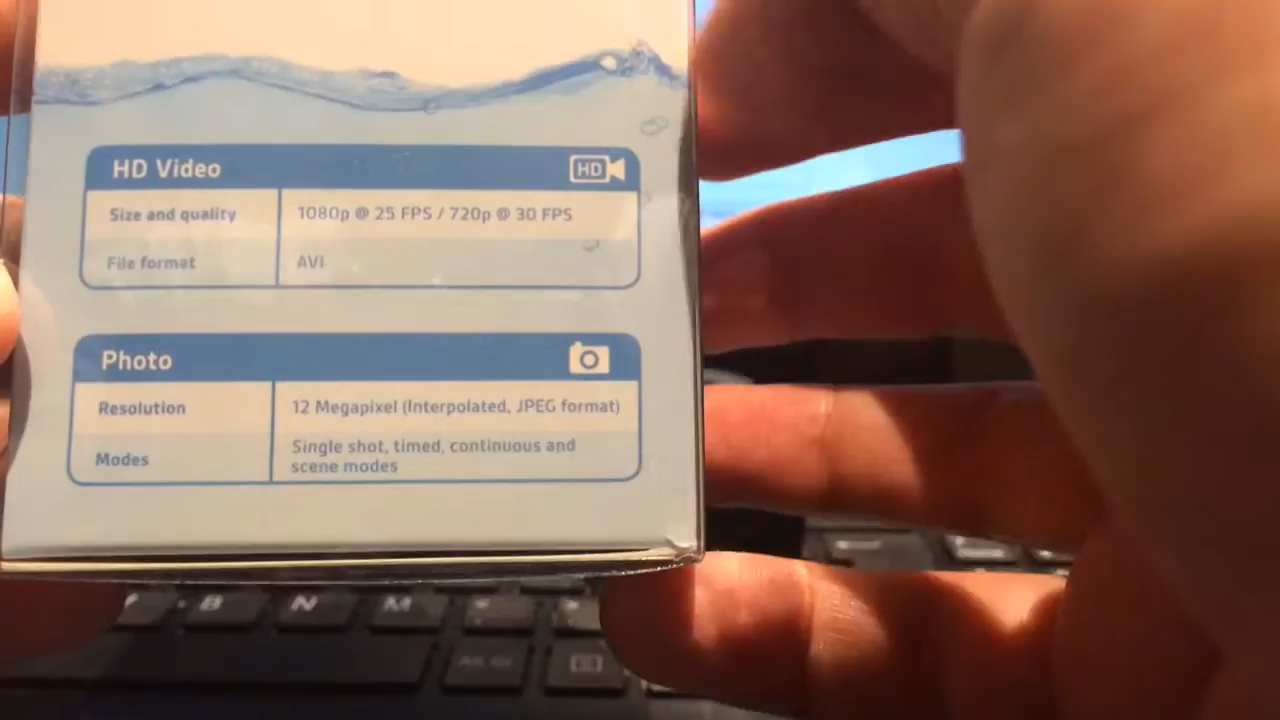 HD Video
HD
Size and quality
1080p @ 25 FPS / 720p @ 30 FPS
File format
AVI
Photo
Resolution
12 Megapixel (Interpolated, JPEG format)
Modes
Single shot, timed, continuous and
scene modes
B N M